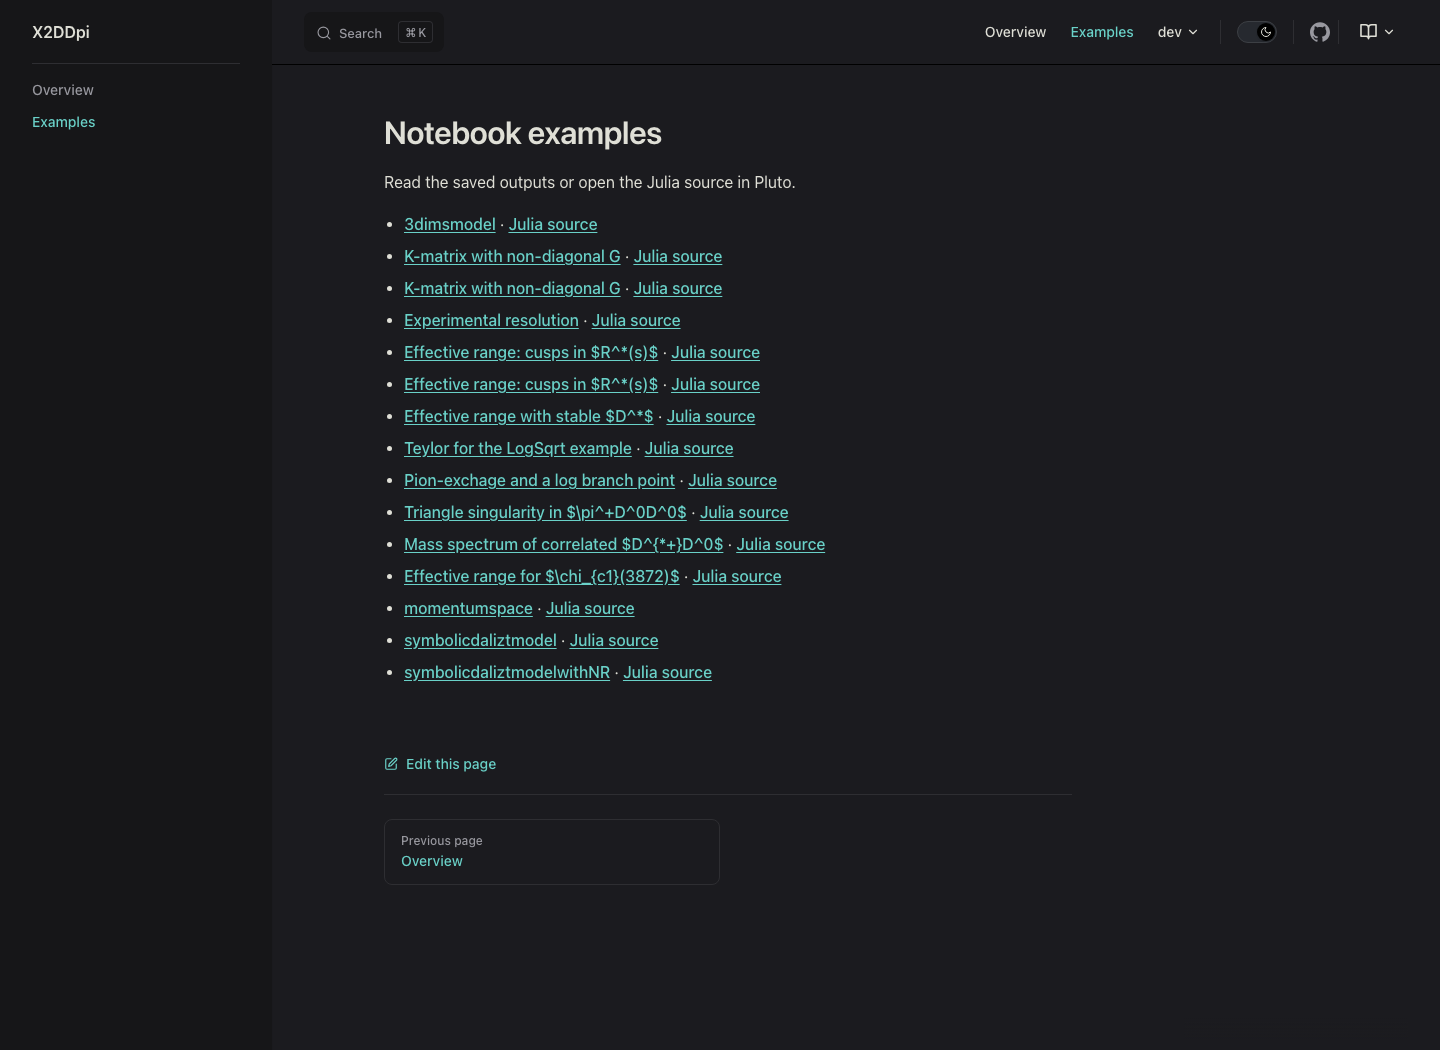 X2DDpi
Search ⌘ K
Overview Examples dev
Overview
Examples
Notebook examples
Read the saved outputs or open the Julia source in Pluto.
3dimsmodel · Julia source
K-matrix with non-diagonal G · Julia source
K-matrix with non-diagonal G · Julia source
Experimental resolution · Julia source
Effective range: cusps in $R^*(s)$ · Julia source
Effective range: cusps in $R^*(s)$ · Julia source
Effective range with stable $D^*$ · Julia source
Teylor for the LogSqrt example · Julia source
Pion-exchage and a log branch point · Julia source
Triangle singularity in $\pi^+D^0D^0$ · Julia source
Mass spectrum of correlated $D^{*+}D^0$ · Julia source
Effective range for $\chi_{c1}(3872)$ · Julia source
momentumspace · Julia source
symbolicdaliztmodel · Julia source
symbolicdaliztmodelwithNR · Julia source
Edit this page
Previous page
Overview